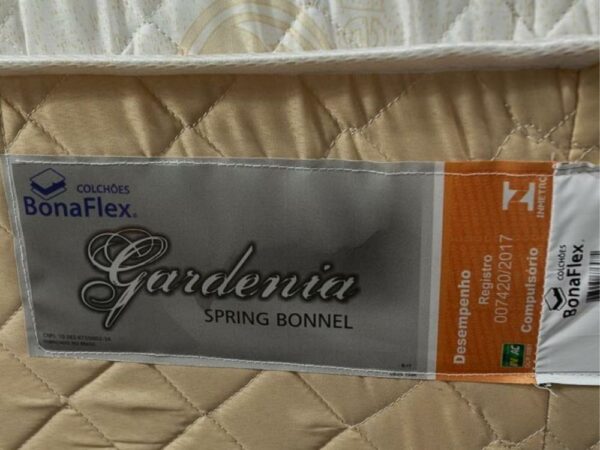 COLCHÕES
BonaFlex®
Gardenia
SPRING BONNEL
INMETRO
Desempenho
Registro
007420/2017
Compulsório
COLCHÕES
BonaFlex®